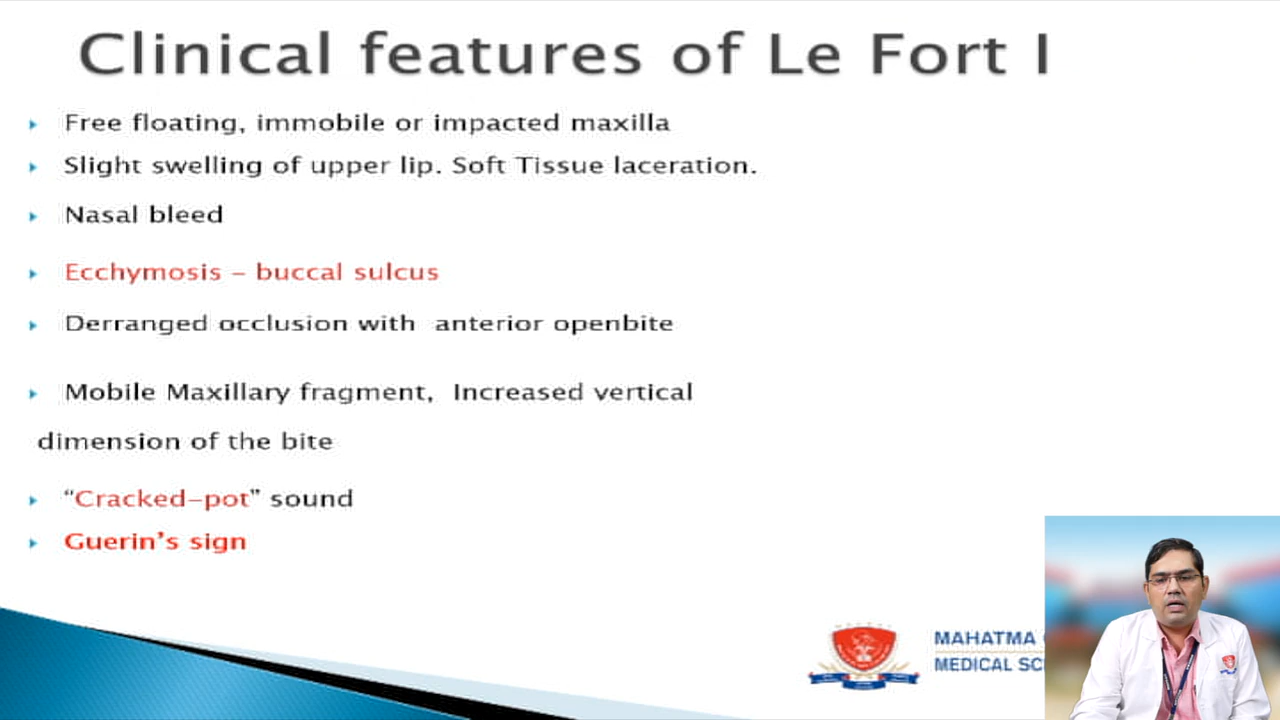 Clinical features of Le Fort I
Free floating, immobile or impacted maxilla
Slight swelling of upper lip. Soft Tissue laceration.
Nasal bleed
Ecchymosis – buccal sulcus
Derranged occlusion with anterior openbite
Mobile Maxillary fragment, Increased vertical
dimension of the bite
“Cracked-pot” sound
Guerin’s sign
MAHATMA
MEDICAL